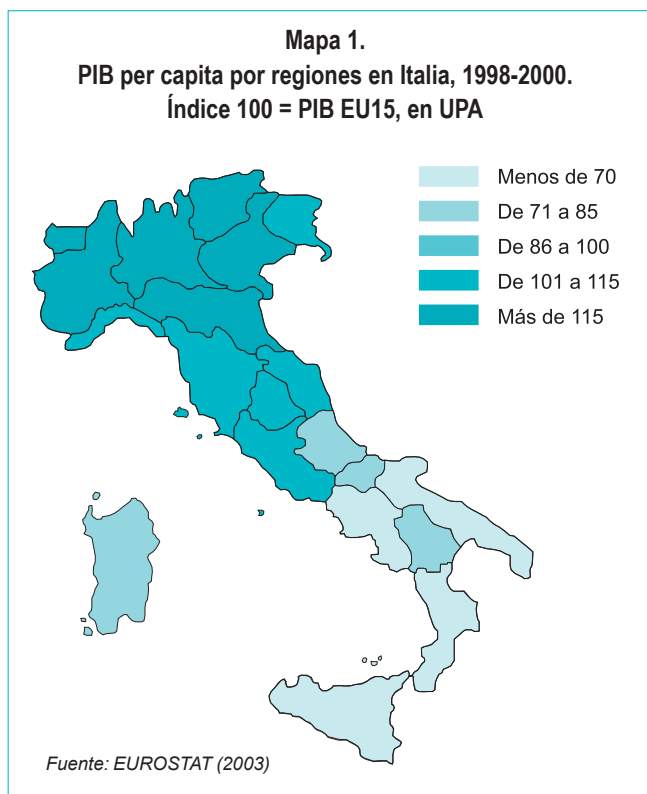 Mapa 1.
PIB per capita por regiones en Italia, 1998-2000.
Índice 100 = PIB EU15, en UPA
Menos de 70
De 71 a 85
De 86 a 100
De 101 a 115
Más de 115
Fuente: EUROSTAT (2003)